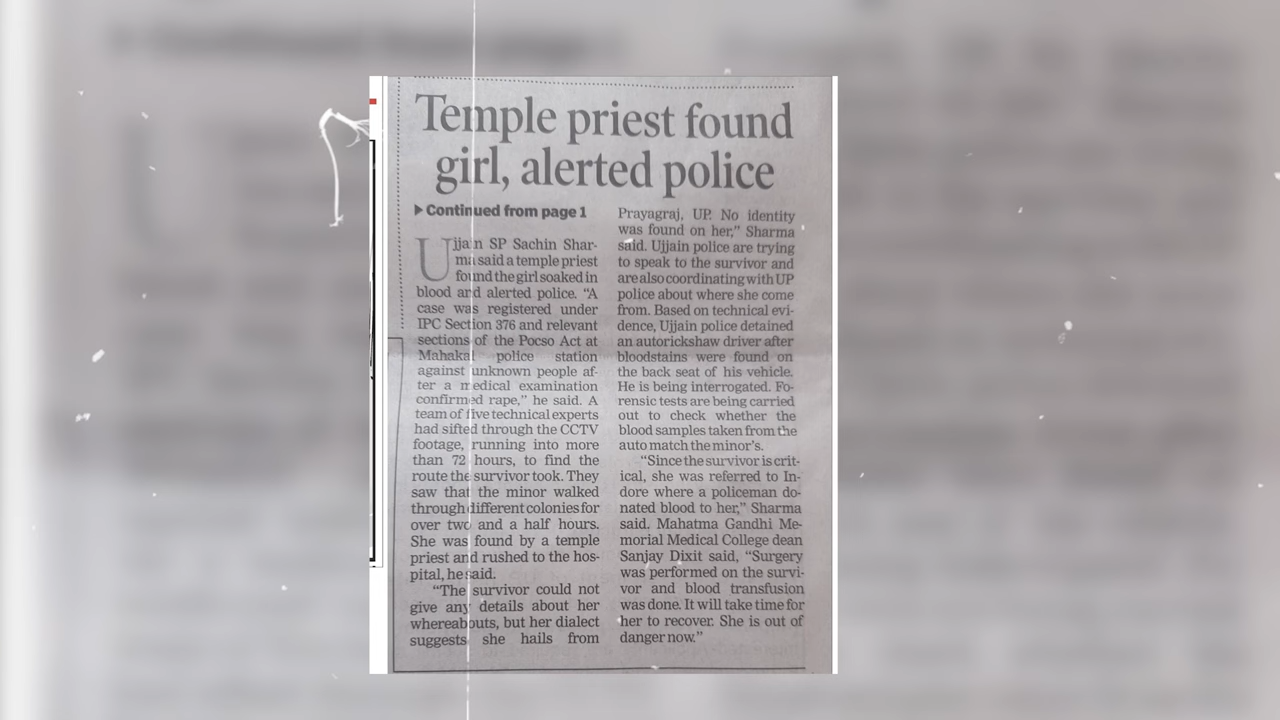 Temple priest found
girl, alerted police
Continued from page 1
Ujjain SP Sachin Shar-
ma said a temple priest
found the girl soaked in
blood and alerted police. “A
case was registered under
IPC Section 376 and relevant
sections of the Pocso Act at
Mahakal police station
against unknown people af-
ter a medical examination
confirmed rape,” he said. A
team of five technical experts
had sifted through the CCTV
footage, running into more
than 72 hours, to find the
route the survivor took. They
saw that the minor walked
through different colonies for
over two and a half hours.
She was found by a temple
priest and rushed to the hos-
pital, he said.
“The survivor could not
give any details about her
whereabouts, but her dialect
suggests she hails from
Prayagraj, UP. No identity
was found on her,” Sharma
said. Ujjain police are trying
to speak to the survivor and
are also coordinating with UP
police about where she come
from. Based on technical evi-
dence, Ujjain police detained
an autorickshaw driver after
bloodstains were found on
the back seat of his vehicle.
He is being interrogated. Fo-
rensic tests are being carried
out to check whether the
blood samples taken from the
auto match the minor’s.
“Since the survivor is crit-
ical, she was referred to In-
dore where a policeman do-
nated blood to her,” Sharma
said. Mahatma Gandhi Me-
morial Medical College dean
Sanjay Dixit said, “Surgery
was performed on the survi-
vor and blood transfusion
was done. It will take time for
her to recover. She is out of
danger now.”